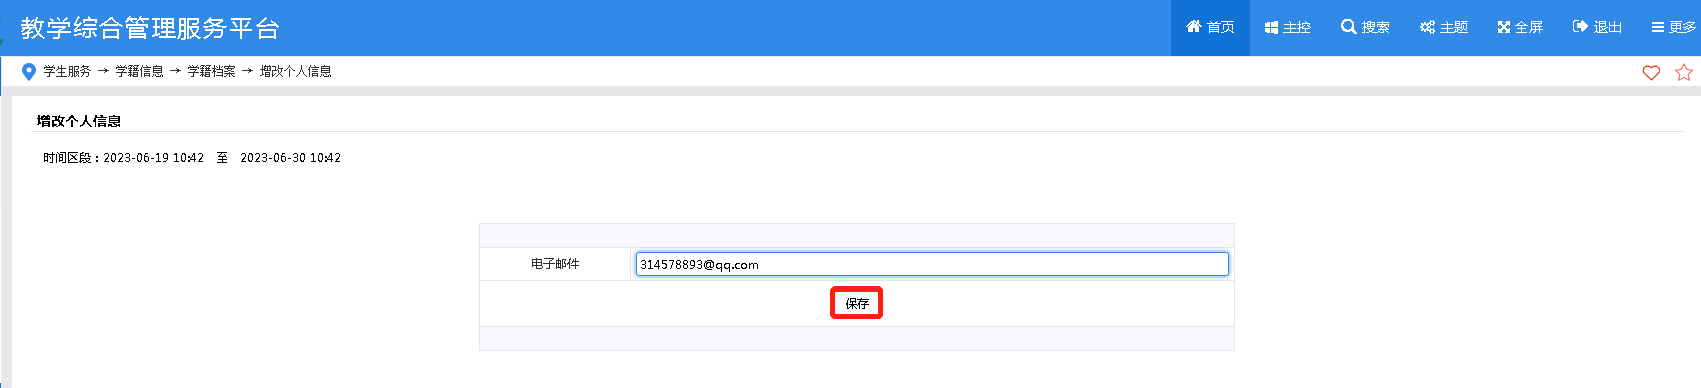 教学综合管理服务平台
首页 主控 搜索 主题 全屏 退出 更多
学生服务 → 学籍信息 → 学籍档案 → 增改个人信息
增改个人信息
时间区段：2023-06-19 10:42 至 2023-06-30 10:42
电子邮件 314578893@qq.com
保存